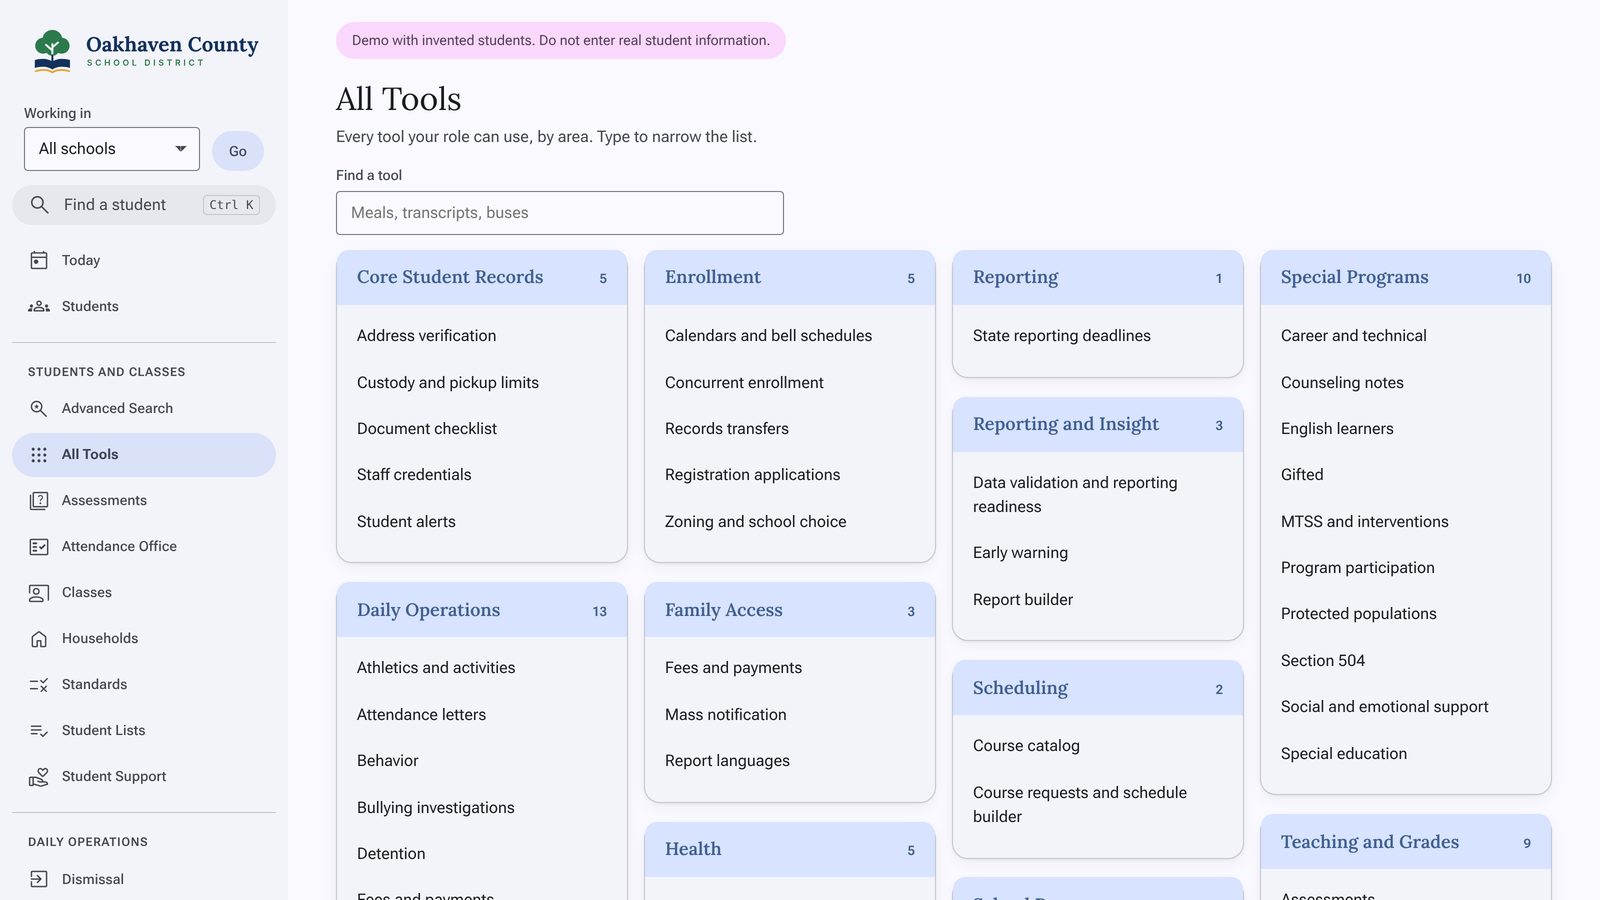 Oakhaven County
SCHOOL DISTRICT
Working in
All schools
Go
Find a student
Ctrl K
Today
Students
STUDENTS AND CLASSES
Advanced Search
All Tools
Assessments
Attendance Office
Classes
Households
Standards
Student Lists
Student Support
DAILY OPERATIONS
Dismissal
Demo with invented students. Do not enter real student information.
All Tools
Every tool your role can use, by area. Type to narrow the list.
Find a tool
Meals, transcripts, buses
Core Student Records 5
Address verification
Custody and pickup limits
Document checklist
Staff credentials
Student alerts
Daily Operations 13
Athletics and activities
Attendance letters
Behavior
Bullying investigations
Detention
Fees and payments
Enrollment 5
Calendars and bell schedules
Concurrent enrollment
Records transfers
Registration applications
Zoning and school choice
Family Access 3
Fees and payments
Mass notification
Report languages
Health 5
Reporting 1
State reporting deadlines
Reporting and Insight 3
Data validation and reporting
readiness
Early warning
Report builder
Scheduling 2
Course catalog
Course requests and schedule
builder
Special Programs 10
Career and technical
Counseling notes
English learners
Gifted
MTSS and interventions
Program participation
Protected populations
Section 504
Social and emotional support
Special education
Teaching and Grades 9
Assessments